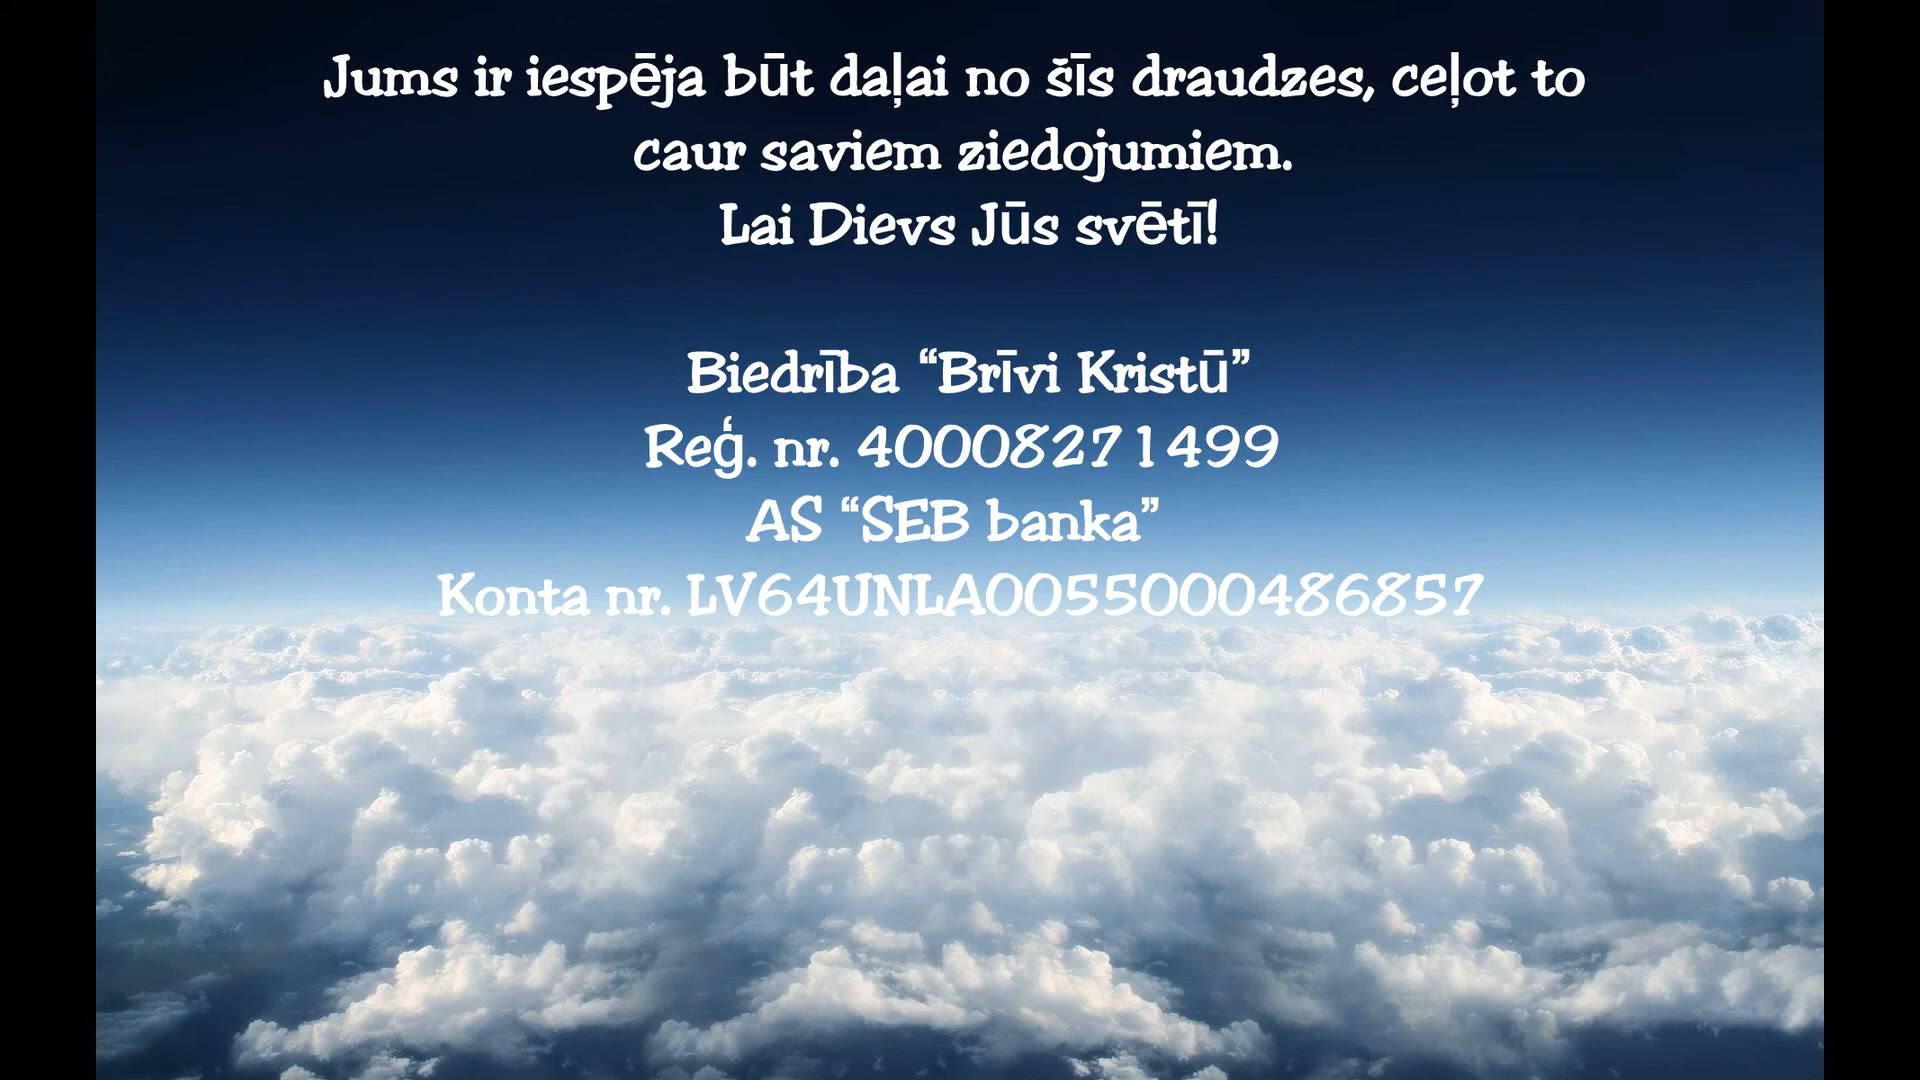 Jums ir iespēja būt daļai no šīs draudzes, ceļot to
caur saviem ziedojumiem.
Lai Dievs Jūs svētī!
Biedrība “Brīvi Kristū”
Reģ. nr. 40008271499
AS “SEB banka”
Konta nr. LV64UNLA0055000486857